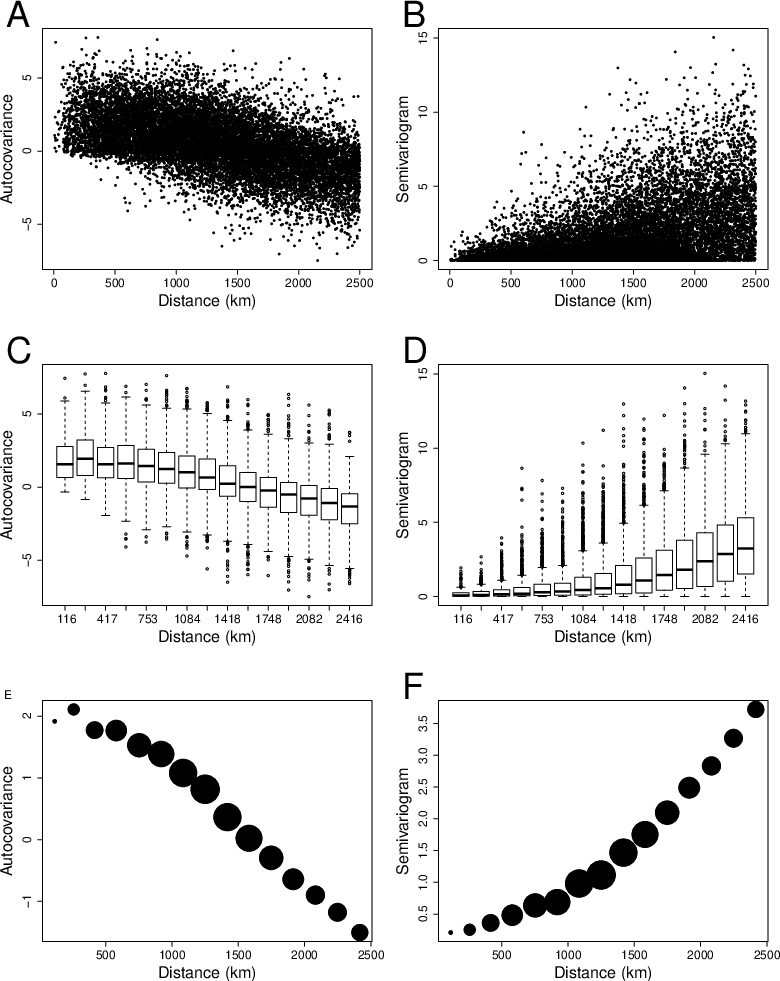 A
Autocovariance
5
0
−5
0 500 1000 1500 2000 2500
Distance (km)
B
Semivariogram
15
10
5
0
0 500 1000 1500 2000 2500
Distance (km)
C
Autocovariance
5
0
−5
116 417 753 1084 1418 1748 2082 2416
Distance (km)
D
Semivariogram
15
10
5
0
116 417 753 1084 1418 1748 2082 2416
Distance (km)
E
Autocovariance
2
1
0
−1
500 1000 1500 2000 2500
Distance (km)
F
Semivariogram
3.5
3.0
2.5
2.0
1.5
1.0
0.5
500 1000 1500 2000 2500
Distance (km)